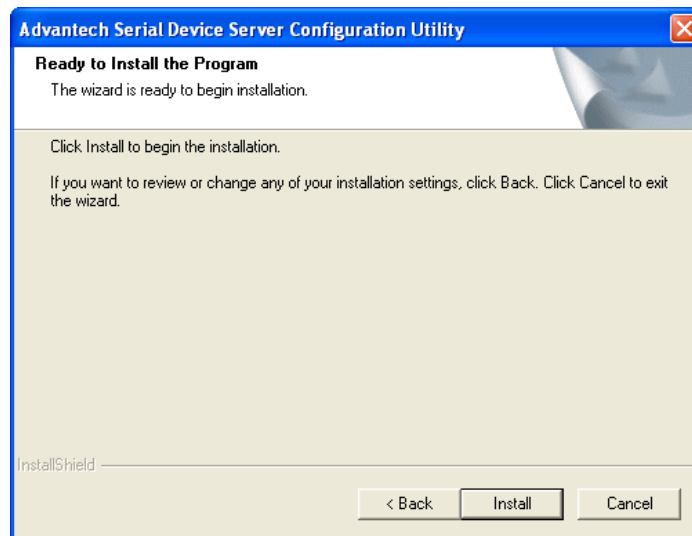 Advantech Serial Device Server Configuration Utility
Ready to Install the Program
The wizard is ready to begin installation.
Click Install to begin the installation.
If you want to review or change any of your installation settings, click Back. Click Cancel to exit
the wizard.
InstallShield
< Back
Install
Cancel